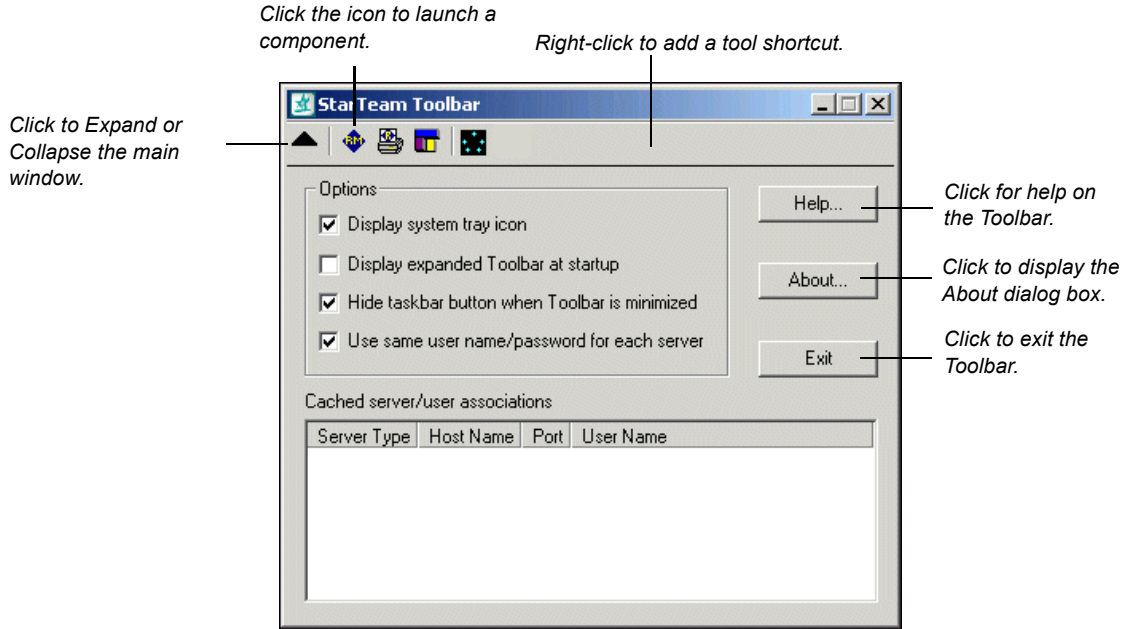 Click the icon to launch a
component.
Right-click to add a tool shortcut.
Click to Expand or
Collapse the main
window.
StarTeam Toolbar
RM
R
Options
Display system tray icon
Display expanded Toolbar at startup
Hide taskbar button when Toolbar is minimized
Use same user name/password for each server
Help...
About...
Exit
Click for help on
the Toolbar.
Click to display the
About dialog box.
Click to exit the
Toolbar.
Cached server/user associations
Server Type Host Name Port User Name